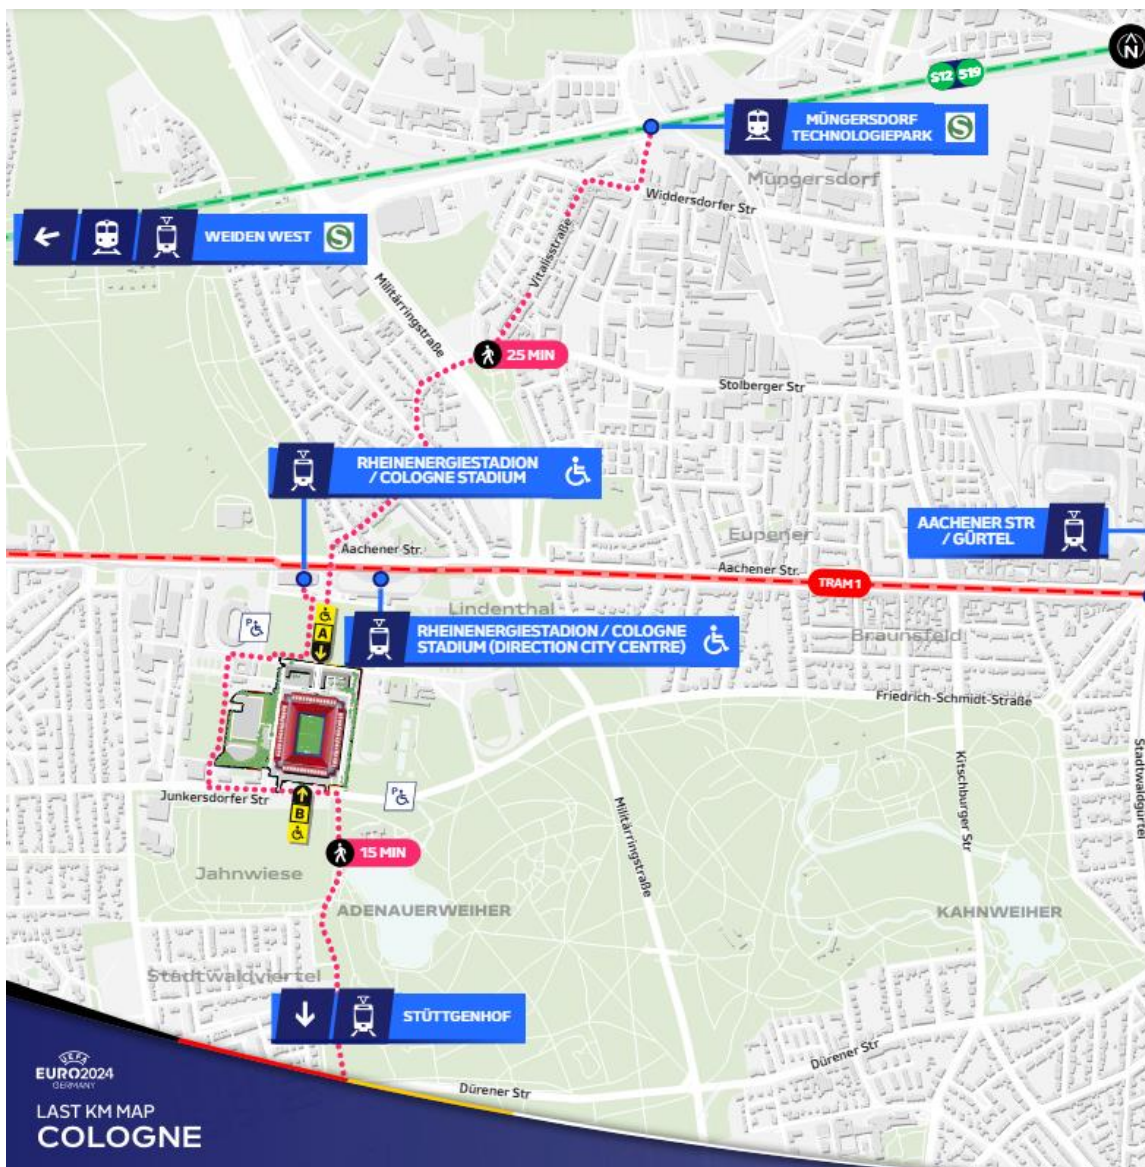 N
S12 S19
MÜNGERSDORF
TECHNOLOGIEPARK
S
Müngersdorf
Widdersdorfer Str
WEIDEN WEST
S
Vitalisstraße
Militärringstraße
25 MIN
Stolberger Str
RHEINENERGIESTADION
/ COLOGNE STADIUM
AACHENER STR
/ GÜRTEL
Eupener
Aachener Str.
Aachener Str.
TRAM 1
Lindenthal
P
A
RHEINENERGIESTADION / COLOGNE
STADIUM (DIRECTION CITY CENTRE)
Braunsfeld
Friedrich-Schmidt-Straße
Stadtwaldgürtel
Kitschburger Str
Junkersdorfer Str
P
B
Militärringstraße
15 MIN
Jahnwiese
ADENAUERWEIHER
KAHNWEIHER
Stadtwaldviertel
STÜTTGENHOF
Dürener Str
Dürener Str
UEFA
EURO2024
GERMANY
LAST KM MAP
COLOGNE